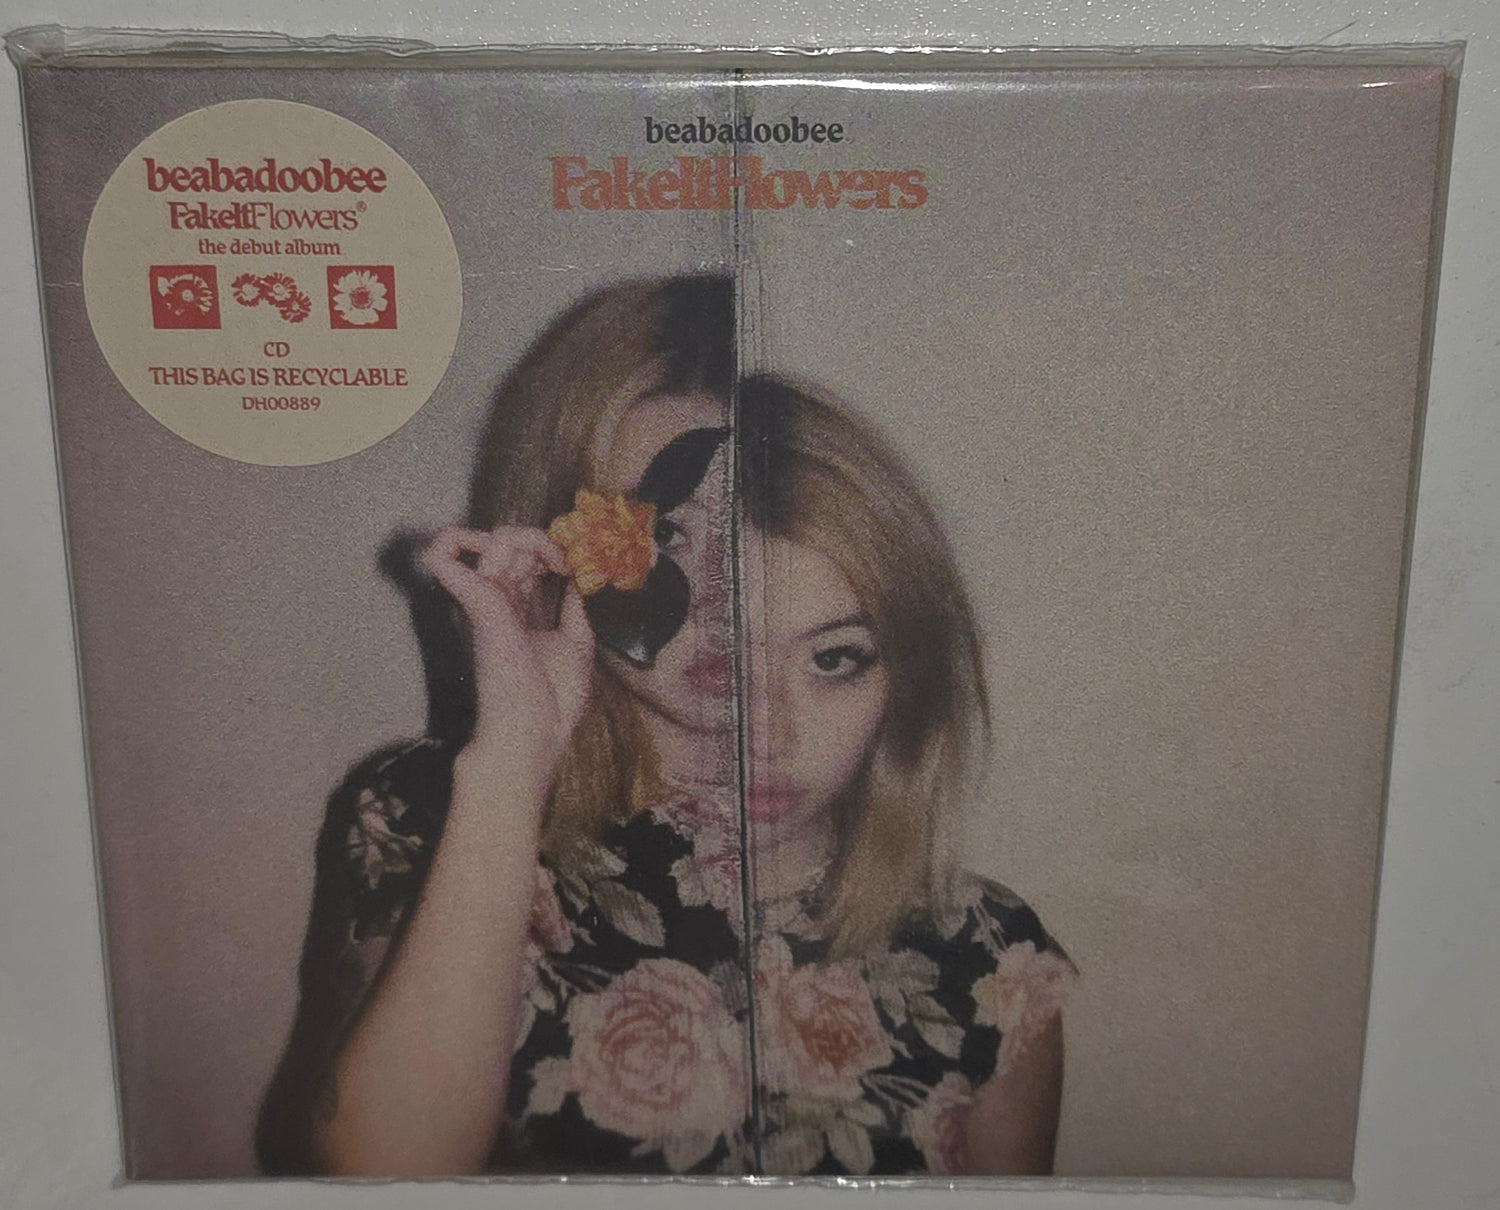 beabadoobee
FakeItFlowers®
the debut album
CD
THIS BAG IS RECYCLABLE
DH00889
beabadoobee
FakeItFlowers